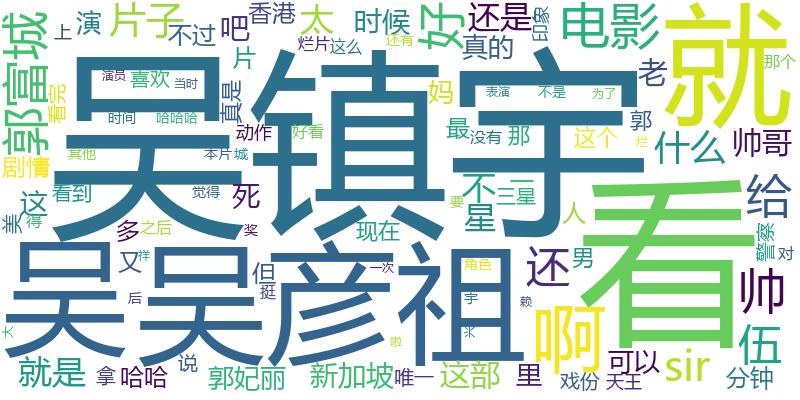 吴镇宇
看
就
吴彦祖
吴
啊
好
电影
郭富城
片子
演
上
不过
吧
香港
太
时候
还是
印象
烂片
这么
还有
片
真的
那个
看完
演员
喜欢
当时
真是
妈
表演
不是
为了
老
时间
哈哈哈
动作
好看
最
没有
那
这个
郭
烂
帅哥
剧情
其他
本片
城
什么
这
看到
觉得
死
不
一
三星
星
要
人
给
美
得
多
之后
奖
现在
警察
对
又
样
但
挺
一次
角色
还
男
帅
后
宇
赖
伍
大
啦
米
就是
说
拿
哈哈
郭妃丽
新加坡
唯一
这部
里
可以
sir
戏份
天王
分钟